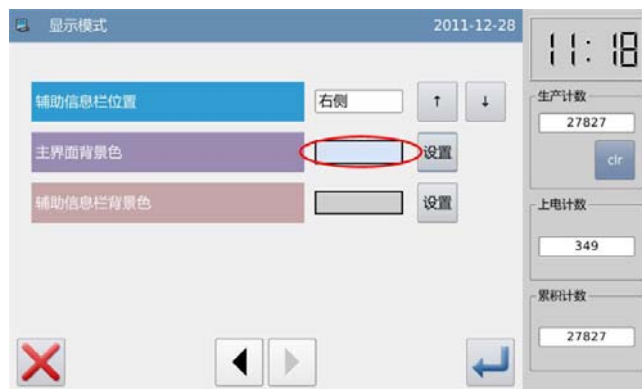 显示模式 2011-12-28
11:18
辅助信息栏位置 右侧 ↑ ↓
主界面背景色 设置
辅助信息栏背景色 设置
生产计数
27827
clr
上电计数
349
累积计数
27827